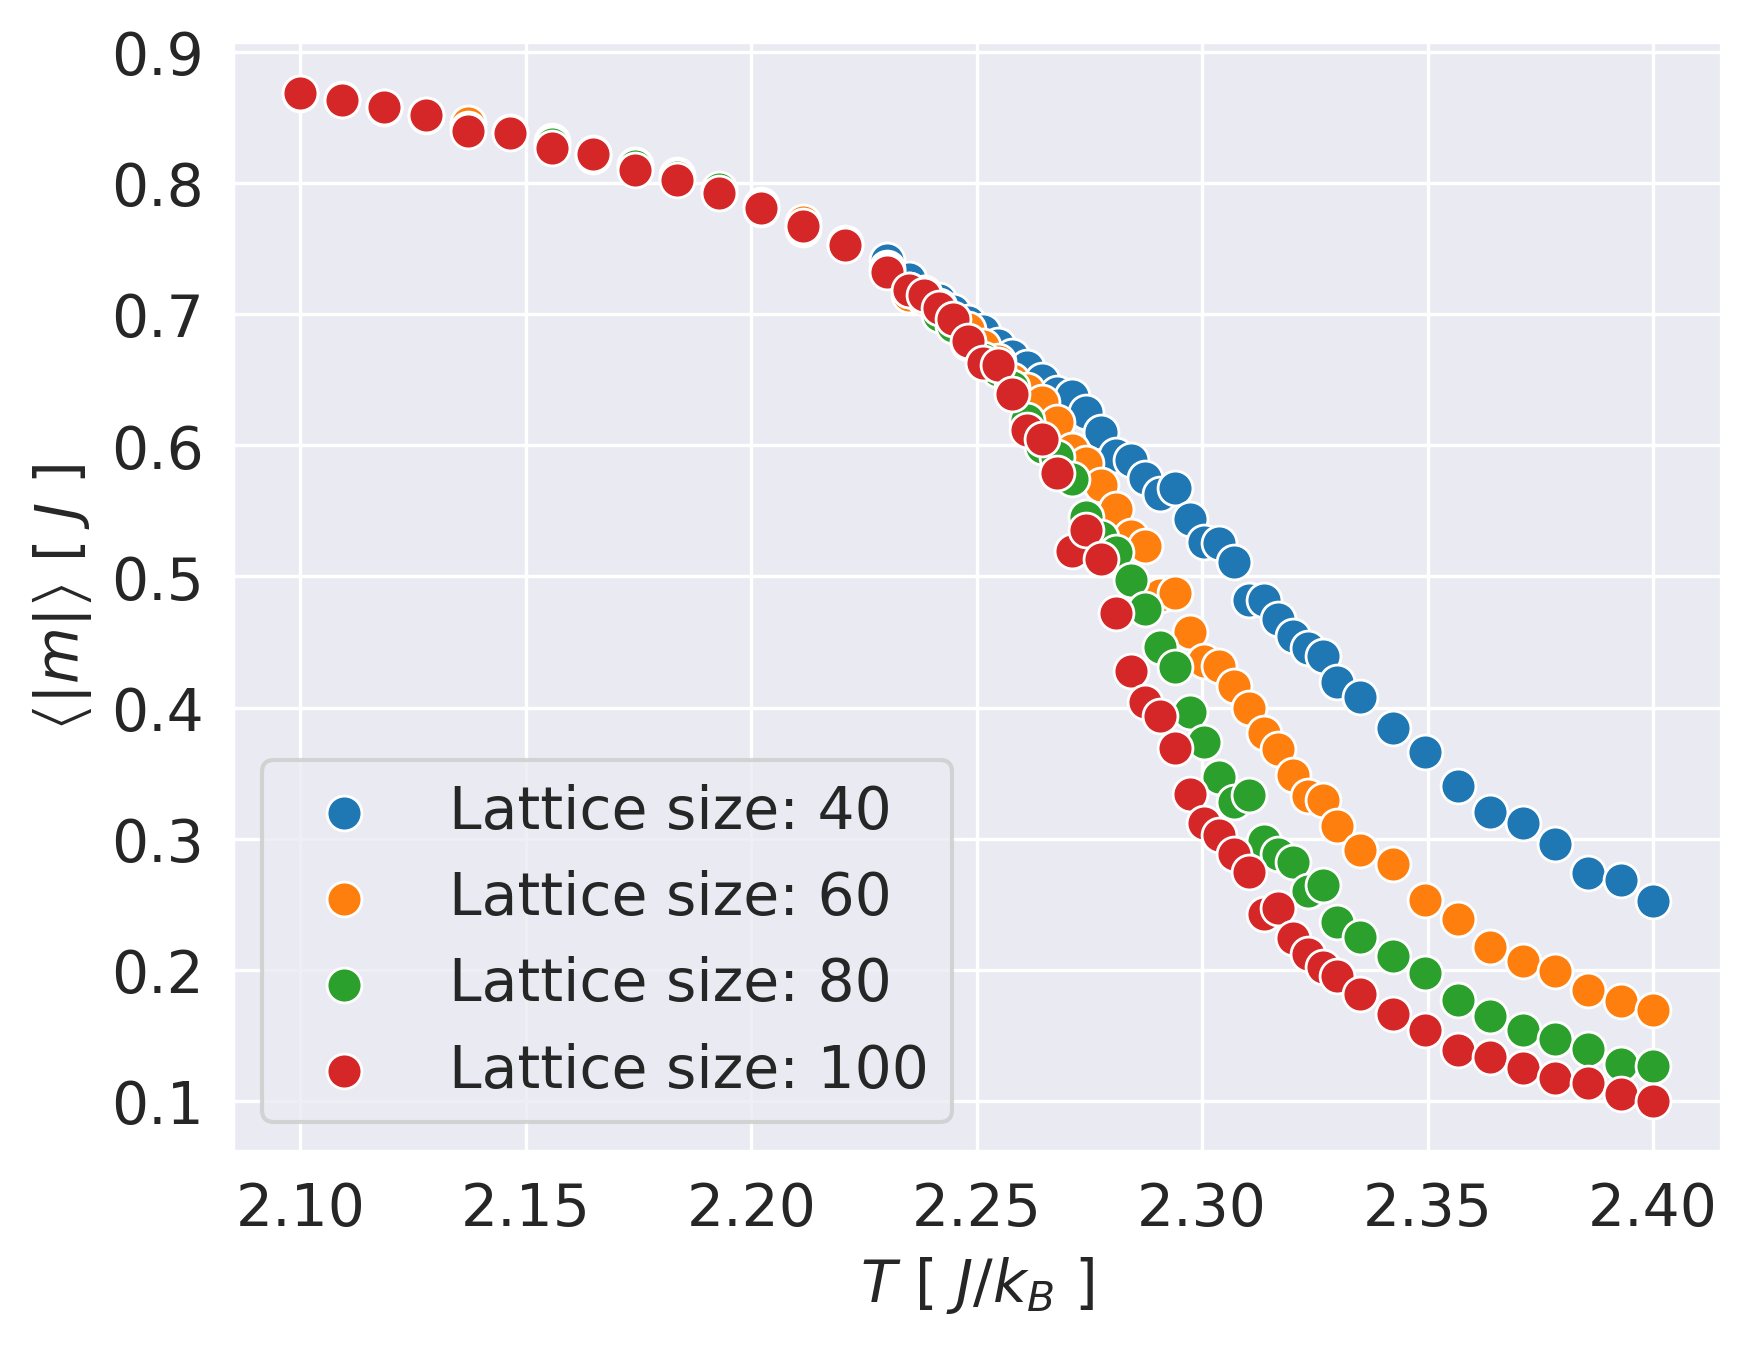 ⟨|m|⟩ [ J ]
0.9
0.8
0.7
0.6
0.5
0.4
0.3
0.2
0.1
Lattice size: 40
Lattice size: 60
Lattice size: 80
Lattice size: 100
2.10 2.15 2.20 2.25 2.30 2.35 2.40
T [ J/k_B ]